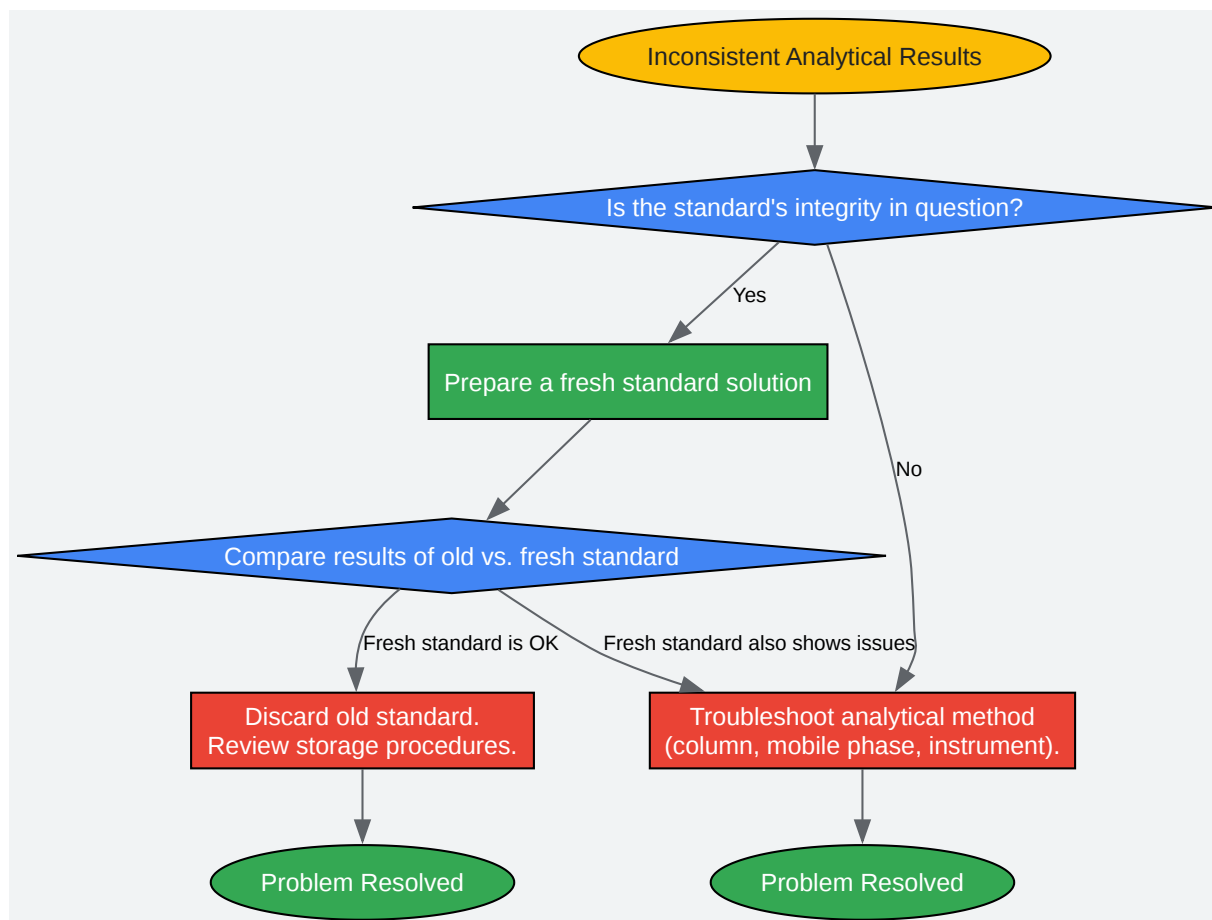 Inconsistent Analytical Results
Is the standard's integrity in question?
Yes
Prepare a fresh standard solution
No
Compare results of old vs. fresh standard
Fresh standard is OK
Fresh standard also shows issues
Discard old standard.
Review storage procedures.
Troubleshoot analytical method
(column, mobile phase, instrument).
Problem Resolved
Problem Resolved